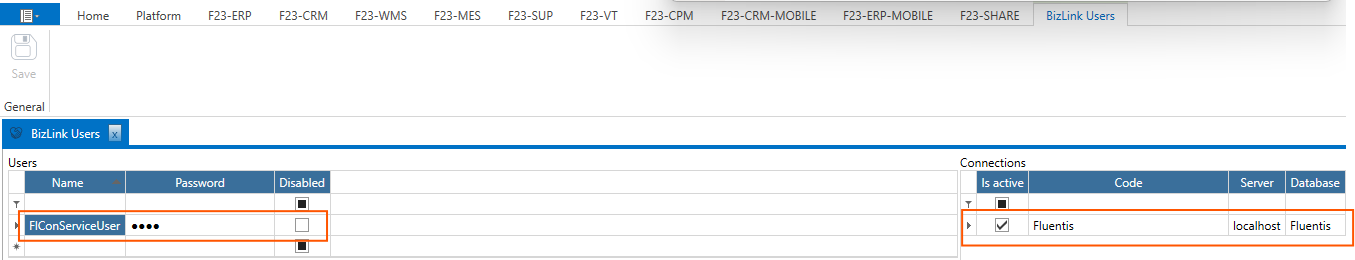 Home Platform F23-ERP F23-CRM F23-WMS F23-MES F23-SUP F23-VT F23-CPM F23-CRM-MOBILE F23-ERP-MOBILE F23-SHARE BizLink Users
Save
General
BizLink Users x
Users
Name Password Disabled
FIConServiceUser ●●●●
Connections
Is active Code Server Database
Fluentis localhost Fluentis